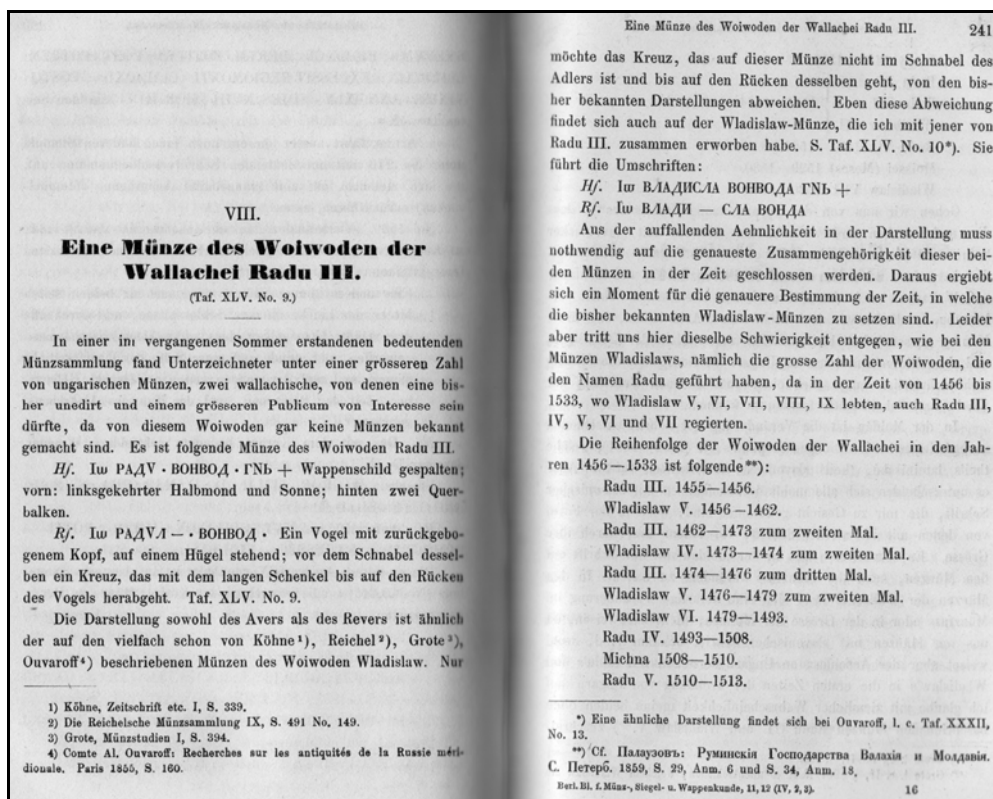 VIII.
Eine Münze des Woiwoden der
Wallachei Radu III.
(Taf. XLV. No. 9.)
In einer im vergangenen Sommer erstandenen bedeutenden
Münzsammlung fand Unterzeichneter unter einer grösseren Zahl
von ungarischen Münzen, zwei wallachische, von denen eine bis-
her unedirt und einem grösseren Publicum von Interesse sein
dürfte, da von diesem Woiwoden gar keine Münzen bekannt
gemacht sind. Es ist folgende Münze des Woiwoden Radu III.
Hf. Iω РАДV · ВОНВОД · ГNЬ + Wappenschild gespalten;
vorn: linksgekehrter Halbmond und Sonne; hinten zwei Quer-
balken.
Rf. Iω РАДVЛ — · ВОНВОД · Ein Vogel mit zurückgebo-
genem Kopf, auf einem Hügel stehend; vor dem Schnabel dessel-
ben ein Kreuz, das mit dem langen Schenkel bis auf den Rücken
des Vogels herabgeht. Taf. XLV. No. 9.
Die Darstellung sowohl des Avers als des Revers ist ähnlich
der auf den vielfach schon von Köhne¹), Reichel²), Grote³),
Ouvaroff⁴) beschriebenen Münzen des Woiwoden Wladislaw. Nur
1) Köhne, Zeitschrift etc. I, S. 339.
2) Die Reichelsche Münzsammlung IX, S. 491 No. 149.
3) Grote, Münzstudien I, S. 394.
4) Comte Al. Ouvaroff: Recherches sur les antiquités de la Russie méri-
dionale. Paris 1855, S. 160.
Eine Münze des Woiwoden der Wallachei Radu III. 241
möchte das Kreuz, das auf dieser Münze nicht im Schnabel des
Adlers ist und bis auf den Rücken desselben geht, von den bis-
her bekannten Darstellungen abweichen. Eben diese Abweichung
findet sich auch auf der Wladislaw-Münze, die ich mit jener von
Radu III. zusammen erworben habe. S. Taf. XLV. No. 10*). Sie
führt die Umschriften:
Hf. Iω ВЛАДИСЛА ВОНВОДА ГNЬ +
Rf. Iω ВЛАДИ — СЛА ВОНДА
Aus der auffallenden Aehnlichkeit in der Darstellung muss
nothwendig auf die genaueste Zusammengehörigkeit dieser bei-
den Münzen in der Zeit geschlossen werden. Daraus ergiebt
sich ein Moment für die genauere Bestimmung der Zeit, in welche
die bisher bekannten Wladislaw-Münzen zu setzen sind. Leider
aber tritt uns hier dieselbe Schwierigkeit entgegen, wie bei den
Münzen Wladislaws, nämlich die grosse Zahl der Woiwoden, die
den Namen Radu geführt haben, da in der Zeit von 1456 bis
1533, wo Wladislaw V, VI, VII, VIII, IX lebten, auch Radu III,
IV, V, VI und VII regierten.
Die Reihenfolge der Woiwoden der Wallachei in den Jah-
ren 1456—1533 ist folgende**):
Radu III. 1455—1456.
Wladislaw V. 1456—1462.
Radu III. 1462—1473 zum zweiten Mal.
Wladislaw IV. 1473—1474 zum zweiten Mal.
Radu III. 1474—1476 zum dritten Mal.
Wladislaw V. 1476—1479 zum zweiten Mal.
Wladislaw VI. 1479—1493.
Radu IV. 1493—1508.
Michna 1508—1510.
Radu V. 1510—1513.
*) Eine ähnliche Darstellung findet sich bei Ouvaroff, l. c. Taf. XXXII,
No. 13.
**) Cf. Палаузовъ: Румынскія Господарства Валахія и Молдавія.
С. Петерб. 1859, S. 29, Anm. 6 und S. 34, Anm. 18.
Berl. Bl. f. Münz-, Siegel- u. Wappenkunde, 11, 12 (IV, 2, 3). 16